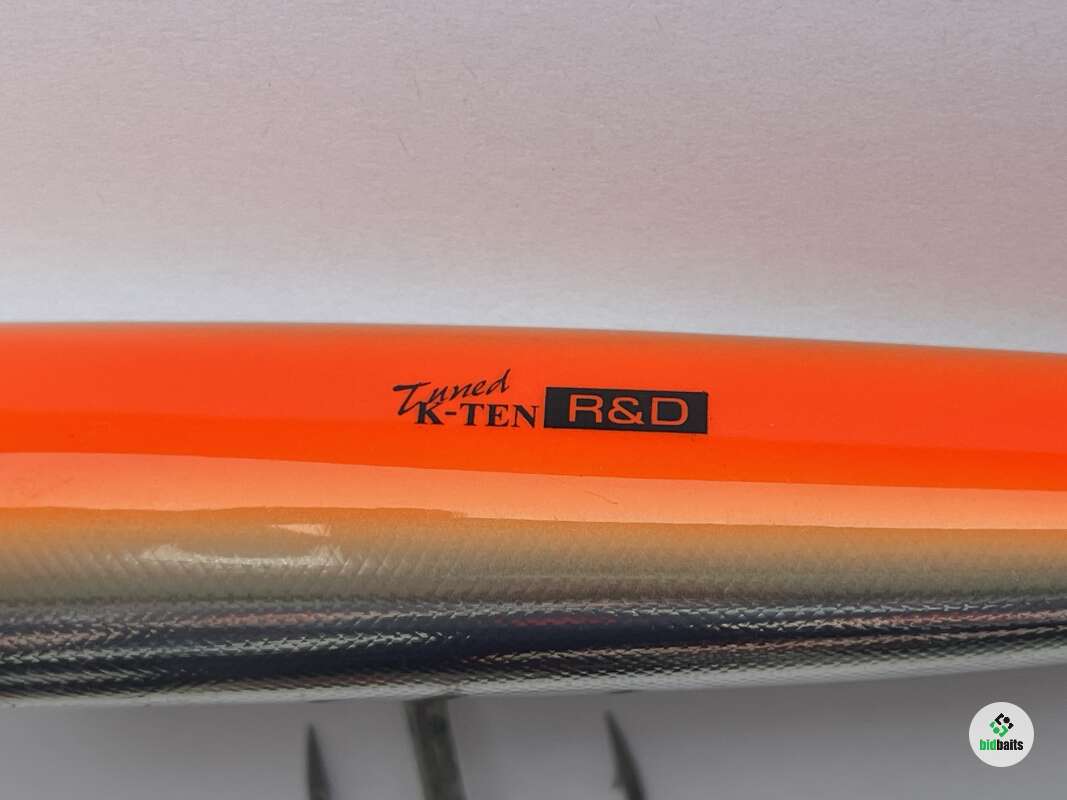 Tuned
K-TEN R&D
bidbaits